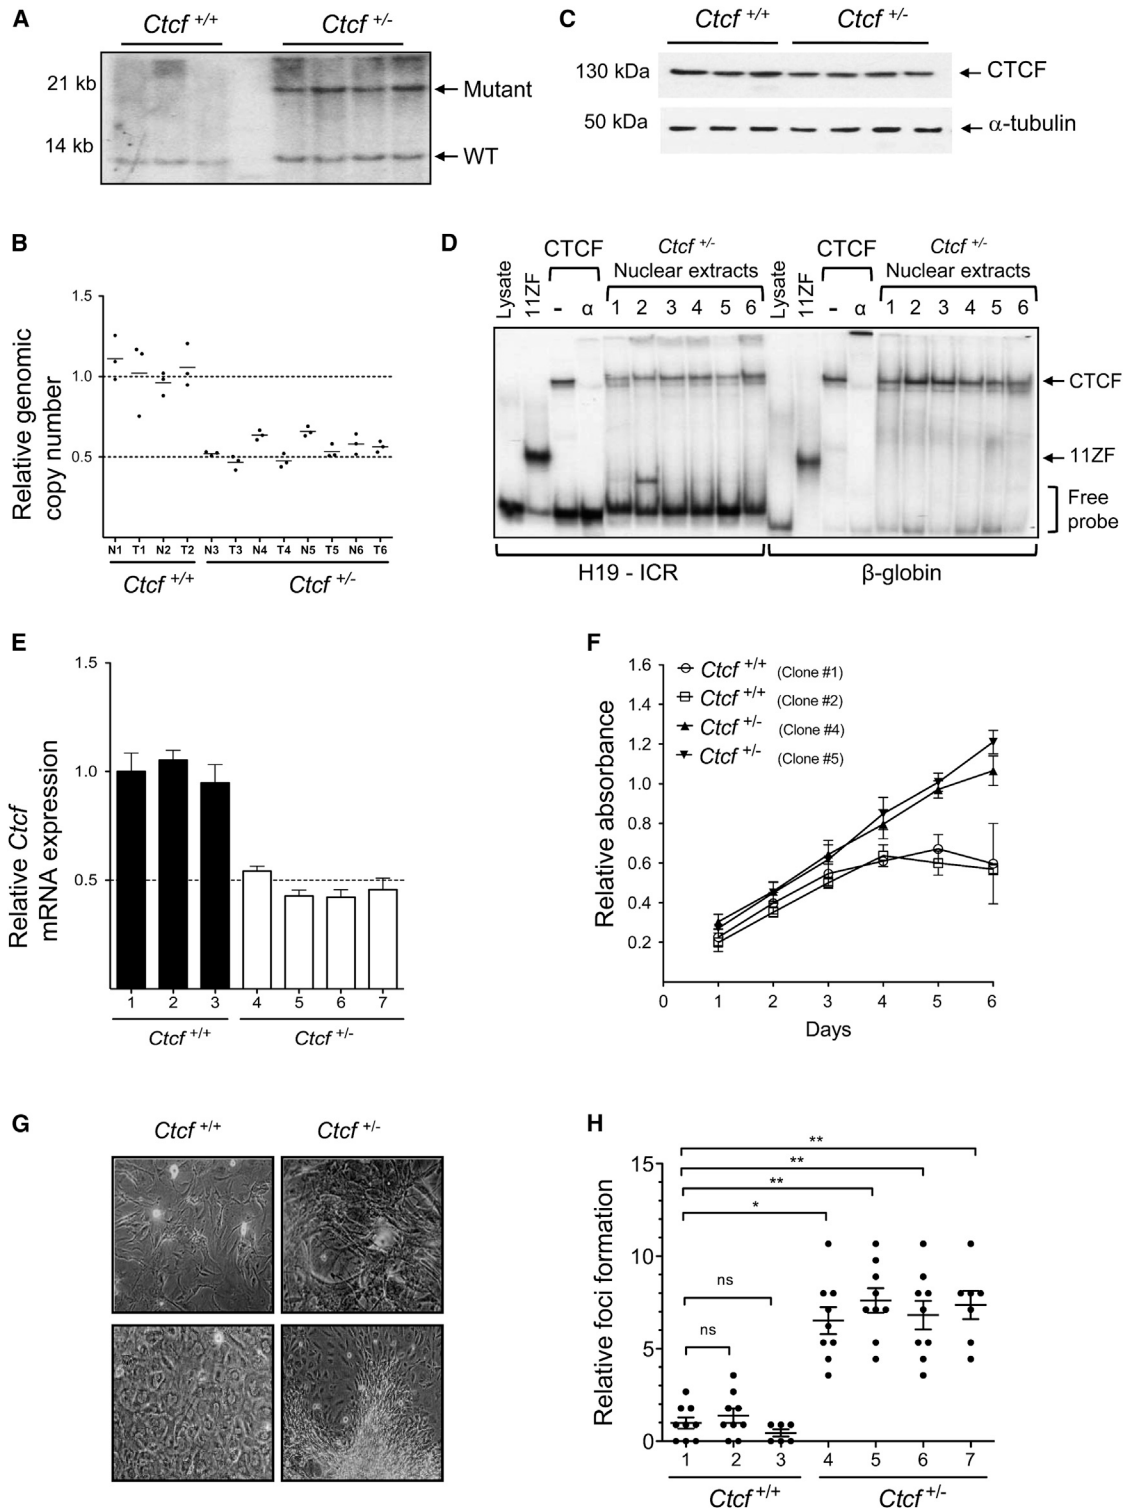 A
Ctcf +/+
Ctcf +/-
21 kb
Mutant
14 kb
WT
C
Ctcf +/+
Ctcf +/-
130 kDa
CTCF
50 kDa
α-tubulin
B
Relative genomic
copy number
1.5
1.0
0.5
N1 T1 N2 T2 N3 T3 N4 T4 N5 T5 N6 T6
Ctcf +/+
Ctcf +/-
D
Lysate
11ZF
CTCF
- α
Ctcf +/-
Nuclear extracts
1 2 3 4 5 6
Lysate
11ZF
CTCF
- α
Ctcf +/-
Nuclear extracts
1 2 3 4 5 6
CTCF
11ZF
Free
probe
H19 - ICR
β-globin
E
Relative Ctcf
mRNA expression
1.5
1.0
0.5
1 2 3 4 5 6 7
Ctcf +/+
Ctcf +/-
F
Relative absorbance
1.6
1.4
1.2
1.0
0.8
0.6
0.4
0.2
Ctcf +/+ (Clone #1)
Ctcf +/+ (Clone #2)
Ctcf +/- (Clone #4)
Ctcf +/- (Clone #5)
0 1 2 3 4 5 6
Days
G
Ctcf +/+
Ctcf +/-
H
Relative foci formation
15
10
5
0
**
**
**
*
ns
ns
1 2 3 4 5 6 7
Ctcf +/+
Ctcf +/-